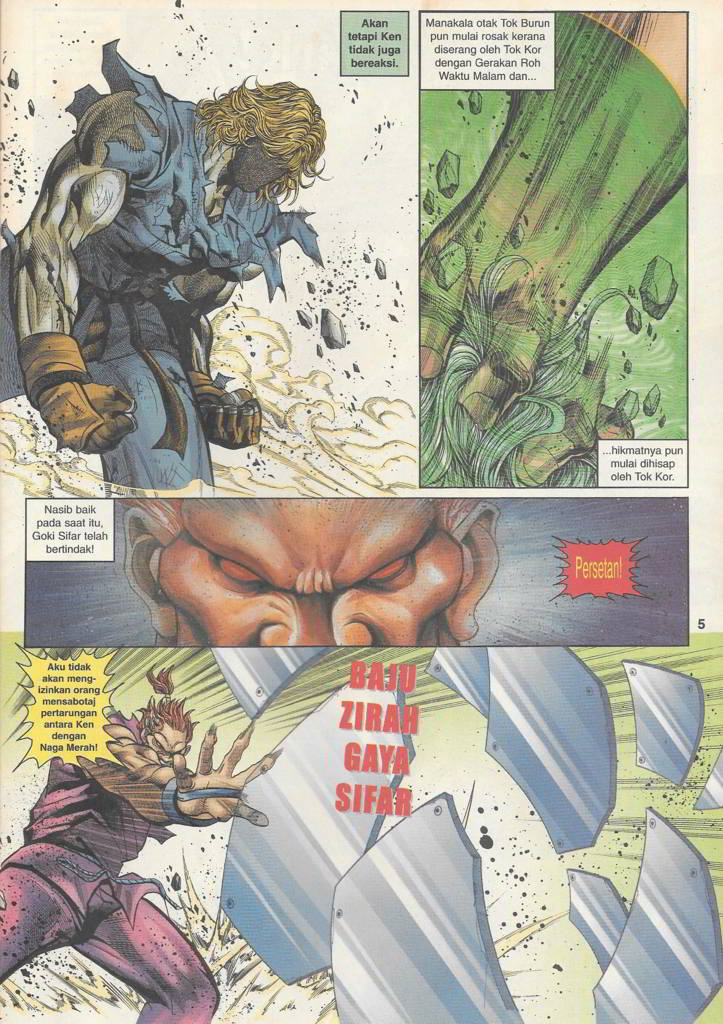 Akan
tetapi Ken
tidak juga
bereaksi.
Manakala otak Tok Burun
pun mulai rosak kerana
diserang oleh Tok Kor
dengan Gerakan Roh
Waktu Malam dan...
...hikmatnya pun
mulai dihisap
oleh Tok Kor.
Nasib baik
pada saat itu,
Goki Sifar telah
bertindak!
Persetan!
5
Aku tidak
akan meng-
izinkan orang
mensabotaj
pertarungan
antara Ken
dengan
Naga Merah!
BAJU
ZIRAH
GAYA
SIFAR